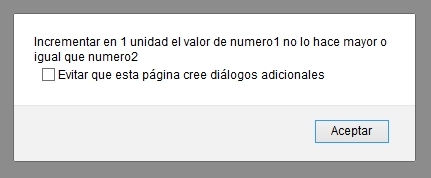 Incrementar en 1 unidad el valor de numero1 no lo hace mayor o
igual que numero2
Evitar que esta página cree diálogos adicionales
Aceptar